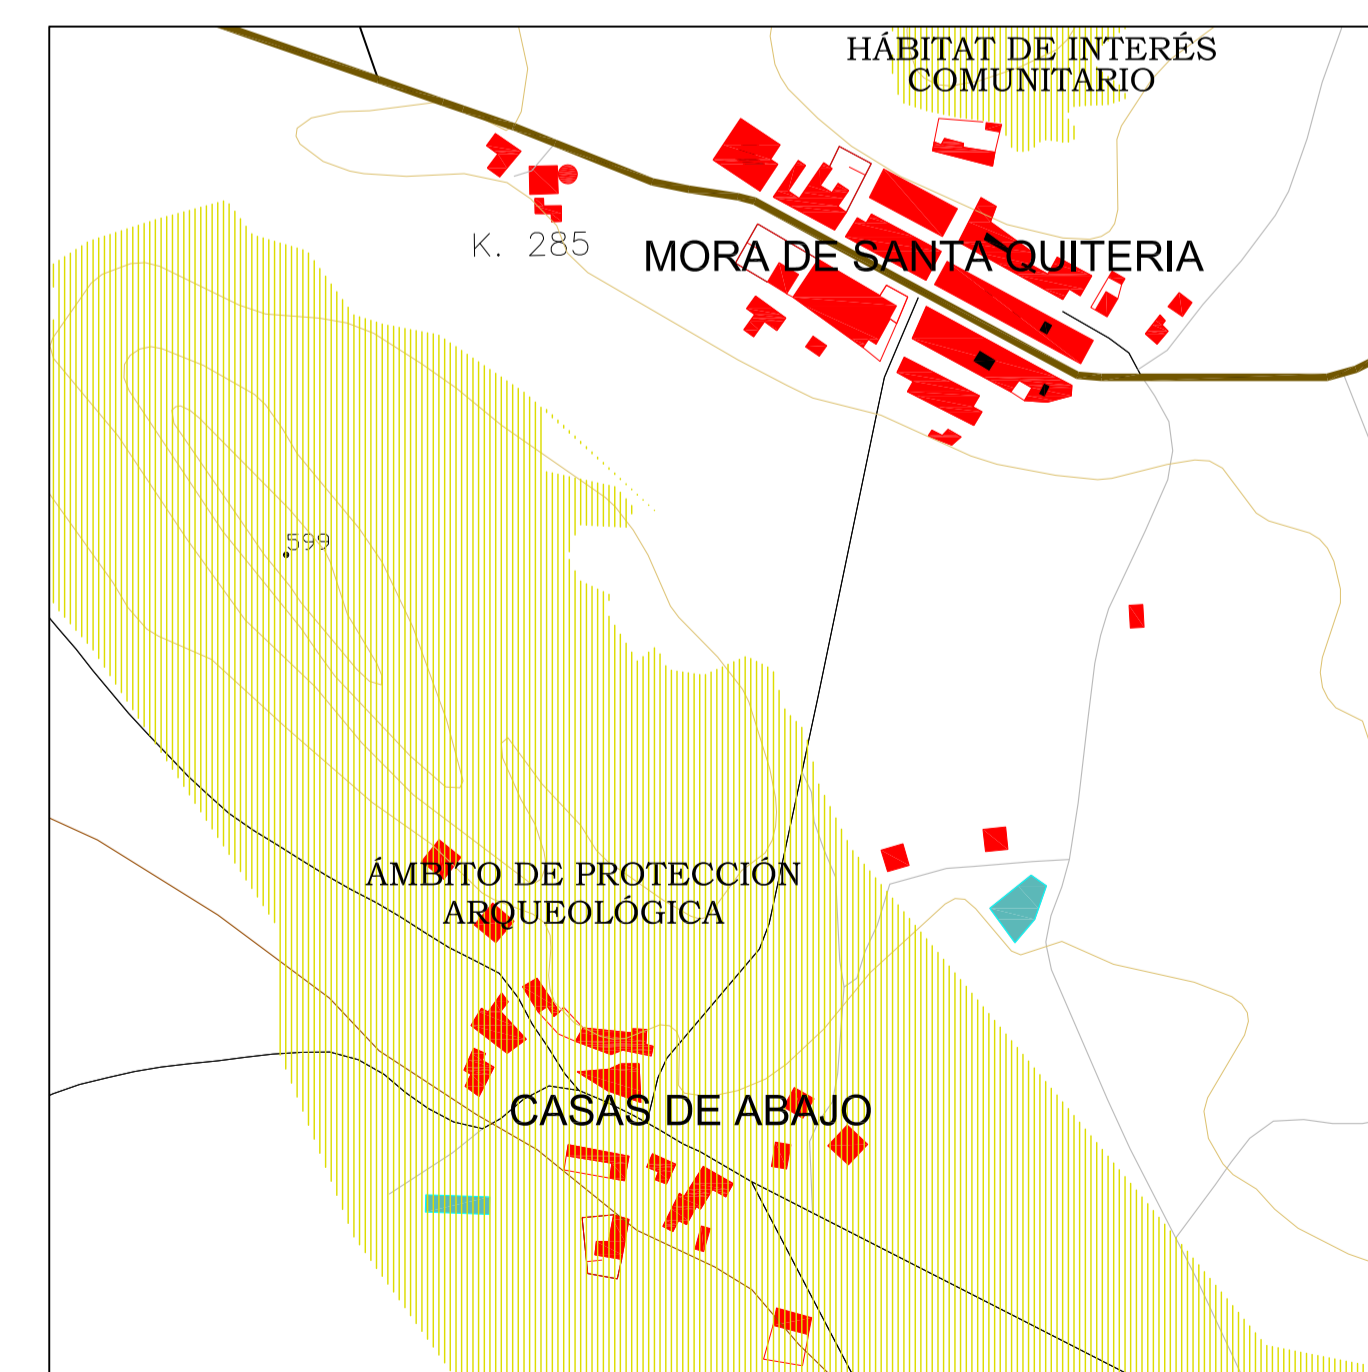 HÁBITAT DE INTERÉS
COMUNITARIO
K. 285
MORA DE SANTA QUITERIA
599
ÁMBITO DE PROTECCIÓN
ARQUEOLÓGICA
CASAS DE ABAJO